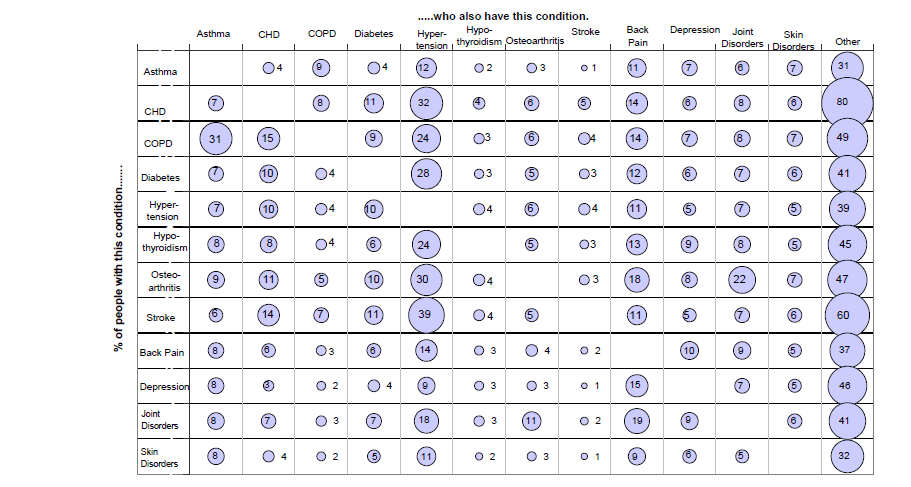 .....who also have this condition.
Asthma CHD COPD Diabetes Hyper-tension Hypo-thyroidism Osteoarthritis Stroke Back Pain Depression Joint Disorders Skin Disorders Other
% of people with this condition.......
Asthma 4 9 4 12 2 3 1 11 7 6 7 31
CHD 7 8 11 32 4 6 5 14 6 8 6 80
COPD 31 15 9 24 3 6 4 14 7 8 7 49
Diabetes 7 10 4 28 3 5 3 12 6 7 6 41
Hyper-tension 7 10 4 10 4 6 4 11 5 7 5 39
Hypo-thyroidism 8 8 4 6 24 5 3 13 9 8 5 45
Osteo-arthritis 9 11 5 10 30 4 3 18 8 22 7 47
Stroke 6 14 7 11 39 4 5 11 5 7 6 60
Back Pain 8 6 3 6 14 3 4 2 10 9 5 37
Depression 8 3 2 4 9 3 3 1 15 7 5 46
Joint Disorders 8 7 3 7 18 3 11 2 19 9 6 41
Skin Disorders 8 4 2 5 11 2 3 1 9 6 5 32